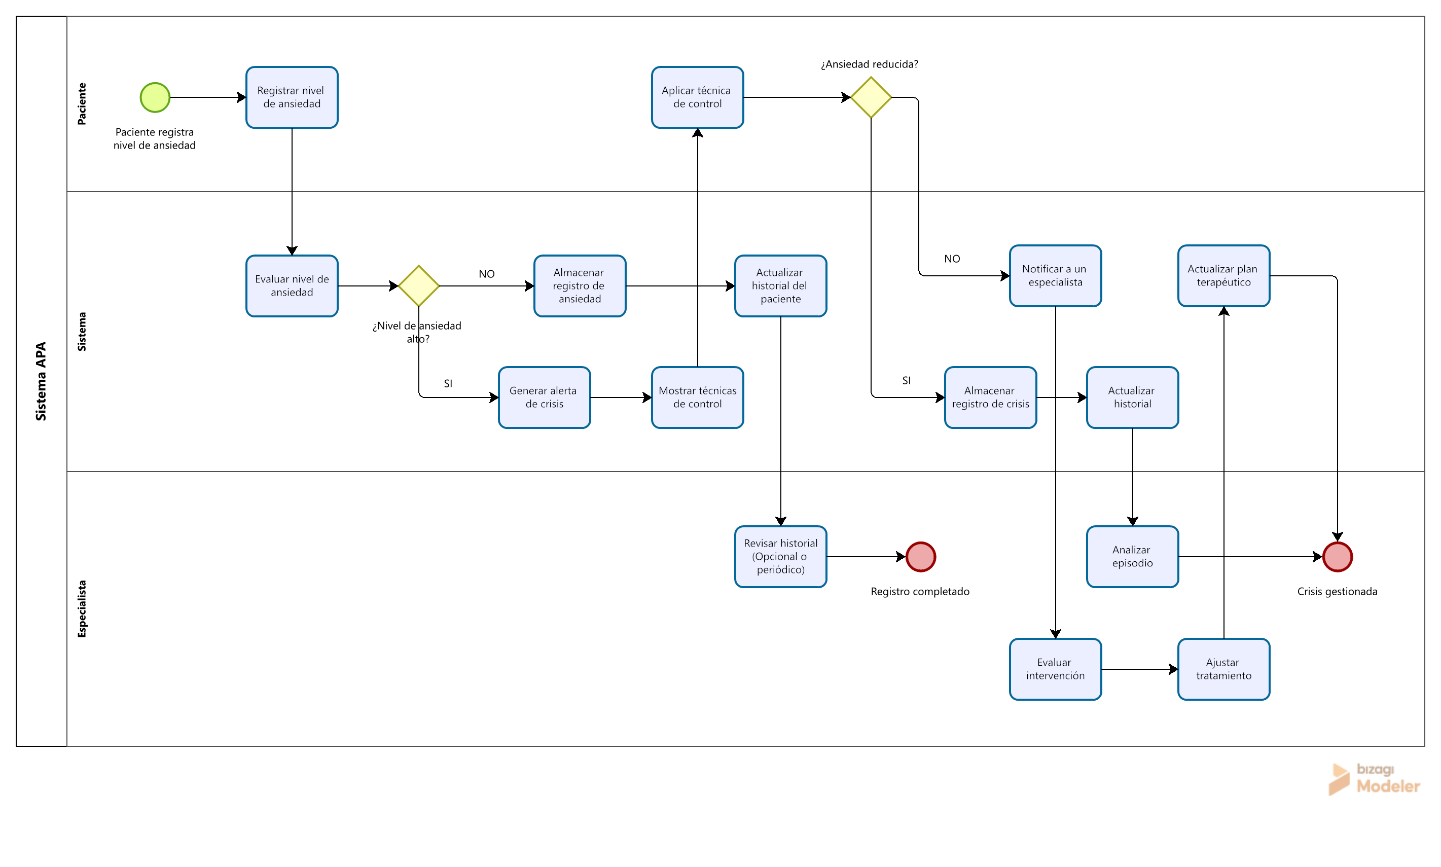 Sistema APA
Paciente
Paciente registra
nivel de ansiedad
Registrar nivel
de ansiedad
Aplicar técnica
de control
¿Ansiedad reducida?
Sistema
Evaluar nivel de
ansiedad
¿Nivel de ansiedad
alto?
NO
Almacenar
registro de
ansiedad
Actualizar
historial del
paciente
SI
Generar alerta
de crisis
Mostrar técnicas
de control
NO
Notificar a un
especialista
Actualizar plan
terapéutico
SI
Almacenar
registro de crisis
Actualizar
historial
Especialista
Revisar historial
(Opcional o
periódico)
Registro completado
Analizar
episodio
Crisis gestionada
Evaluar
intervención
Ajustar
tratamiento
bizagi
Modeler